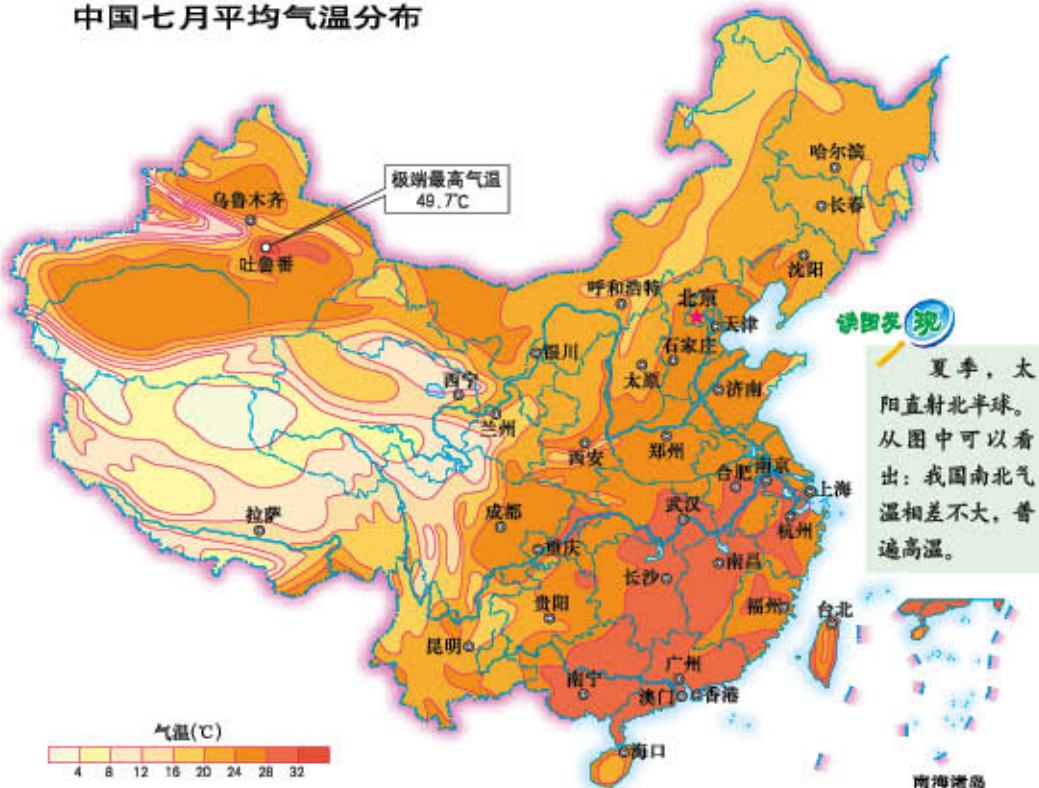 中国七月平均气温分布
极端最高气温
49.7℃
乌鲁木齐
吐鲁番
哈尔滨
长春
沈阳
呼和浩特
北京
天津
石家庄
银川
太原
济南
西宁
兰州
西安
郑州
合肥
南京
上海
武汉
杭州
拉萨
成都
重庆
长沙
南昌
贵阳
福州
台北
昆明
广州
南宁
澳门
香港
海口
读图发现
夏季，太
阳直射北半球。
从图中可以看
出：我国南北气
温相差不大，普
遍高温。
气温(℃)
4 8 12 16 20 24 28 32
南海诸岛